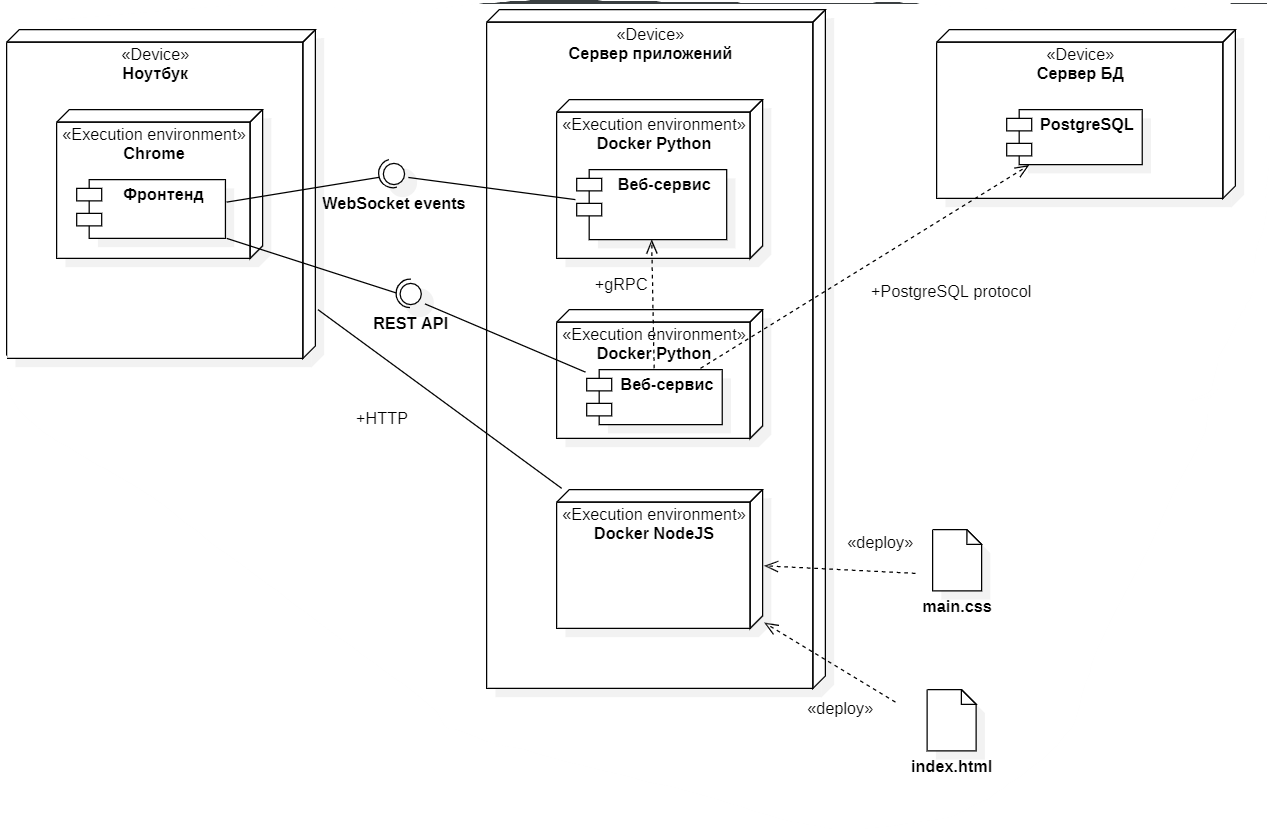 «Device»
Ноутбук
«Execution environment»
Chrome
Фронтенд
WebSocket events
REST API
+HTTP
«Device»
Сервер приложений
«Execution environment»
Docker Python
Веб-сервис
+gRPC
«Execution environment»
Docker Python
Веб-сервис
«Execution environment»
Docker NodeJS
«Device»
Сервер БД
PostgreSQL
+PostgreSQL protocol
«deploy»
main.css
«deploy»
index.html